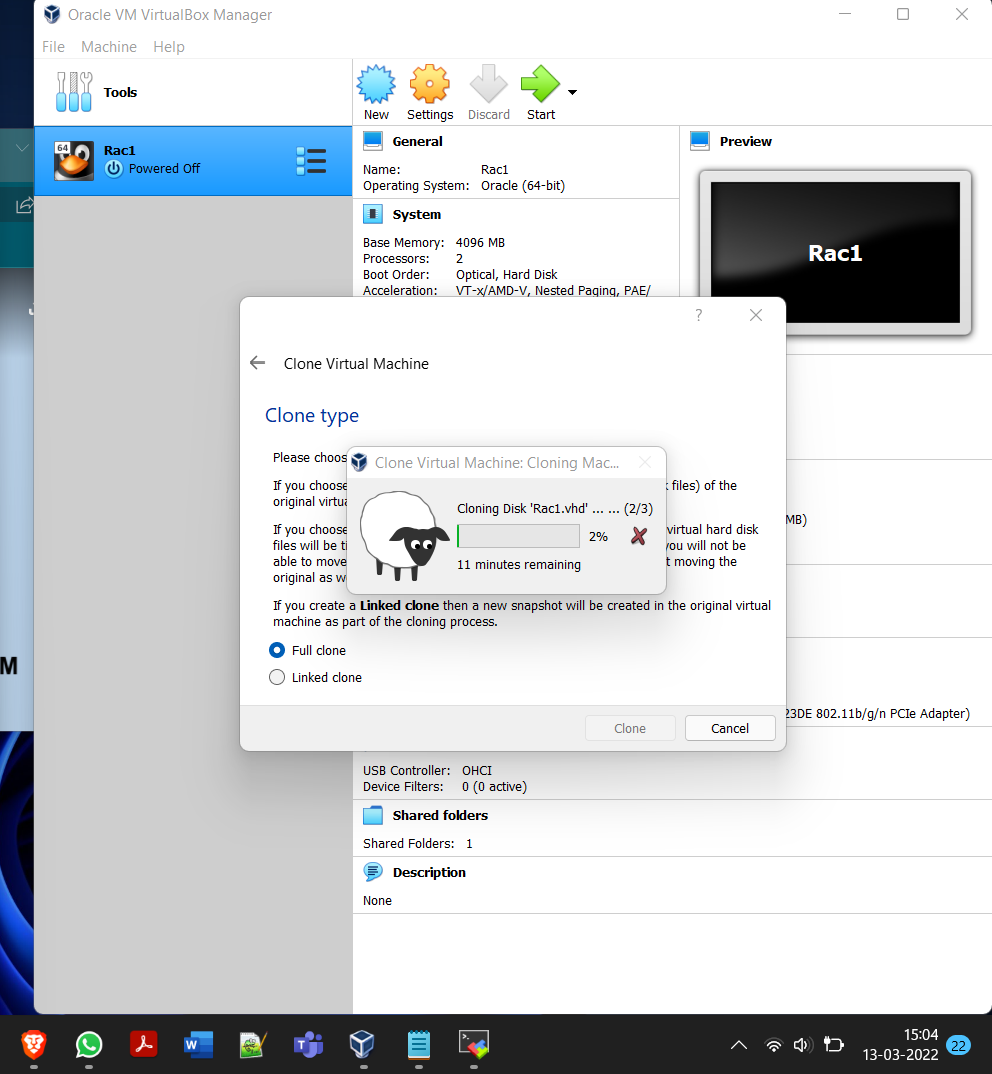 Oracle VM VirtualBox Manager
File Machine Help
Tools
New Settings Discard Start
64
Rac1
Powered Off
General
Name: Rac1
Operating System: Oracle (64-bit)
System
Base Memory: 4096 MB
Processors: 2
Boot Order: Optical, Hard Disk
Acceleration: VT-x/AMD-V, Nested Paging, PAE/
Preview
Rac1
?
Clone Virtual Machine
Clone type
Please choos
If you choose
files) of the
original virtua
If you choose
virtual hard disk
files will be ti
you will not be
able to move
t moving the
original as w
If you create a Linked clone then a new snapshot will be created in the original virtual
machine as part of the cloning process.
Full clone
Linked clone
Clone Cancel
Clone Virtual Machine: Cloning Mac...
Cloning Disk 'Rac1.vhd' ... ... (2/3)
2%
11 minutes remaining
MB)
23DE 802.11b/g/n PCIe Adapter)
USB Controller: OHCI
Device Filters: 0 (0 active)
Shared folders
Shared Folders: 1
Description
None
M
15:04
13-03-2022
22